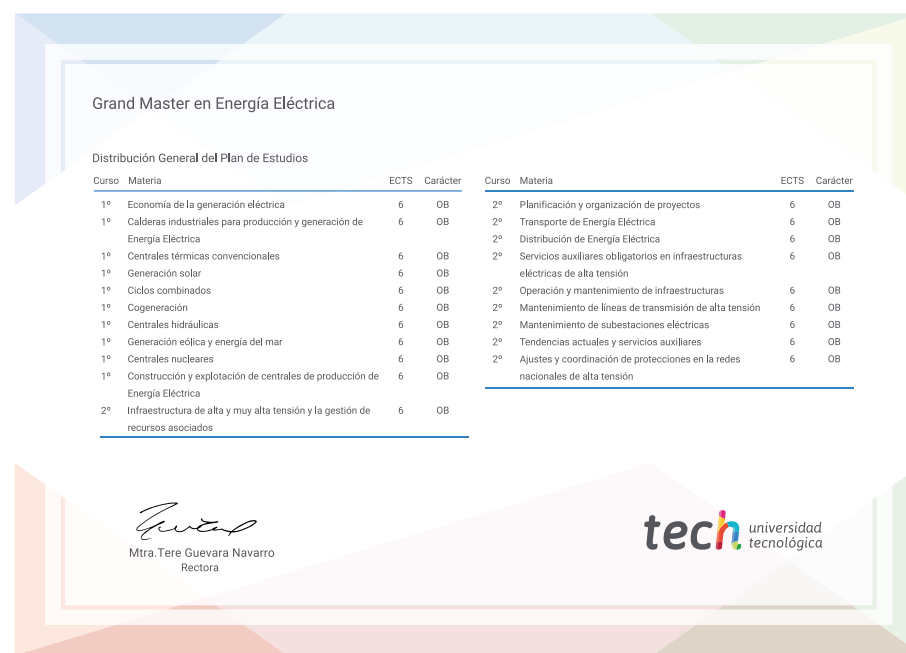 Grand Master en Energía Eléctrica
Distribución General del Plan de Estudios
Curso Materia ECTS Carácter
1º Economía de la generación eléctrica 6 OB
1º Calderas industriales para producción y generación de 6 OB
Energía Eléctrica
1º Centrales térmicas convencionales 6 OB
1º Generación solar 6 OB
1º Ciclos combinados 6 OB
1º Cogeneración 6 OB
1º Centrales hidráulicas 6 OB
1º Generación eólica y energía del mar 6 OB
1º Centrales nucleares 6 OB
1º Construcción y explotación de centrales de producción de 6 OB
Energía Eléctrica
2º Infraestructura de alta y muy alta tensión y la gestión de 6 OB
recursos asociados
Curso Materia ECTS Carácter
2º Planificación y organización de proyectos 6 OB
2º Transporte de Energía Eléctrica 6 OB
2º Distribución de Energía Eléctrica 6 OB
2º Servicios auxiliares obligatorios en infraestructuras 6 OB
eléctricas de alta tensión
2º Operación y mantenimiento de infraestructuras 6 OB
2º Mantenimiento de líneas de transmisión de alta tensión 6 OB
2º Mantenimiento de subestaciones eléctricas 6 OB
2º Tendencias actuales y servicios auxiliares 6 OB
2º Ajustes y coordinación de protecciones en la redes 6 OB
nacionales de alta tensión
Mtra.Tere Guevara Navarro
Rectora
tech universidad
tecnológica